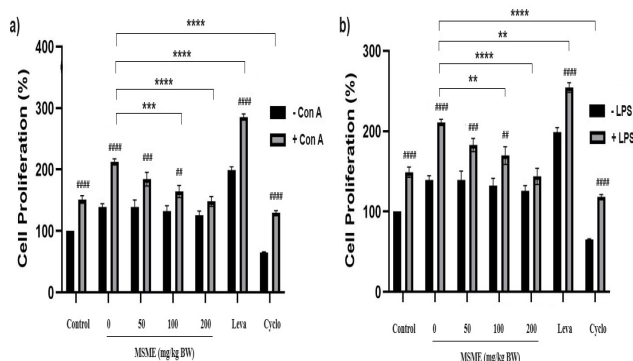 a)
Cell Proliferation (%)
400
300
200
100
0
****
****
****
***
####
####
###
##
####
####
- Con A
+ Con A
Control 0 50 100 200 Leva Cyclo
MSME (mg/kg BW)
b)
Cell Proliferation (%)
300
200
100
0
****
**
****
**
####
####
###
##
####
####
- LPS
+ LPS
Control 0 50 100 200 Leva Cyclo
MSME (mg/kg BW)